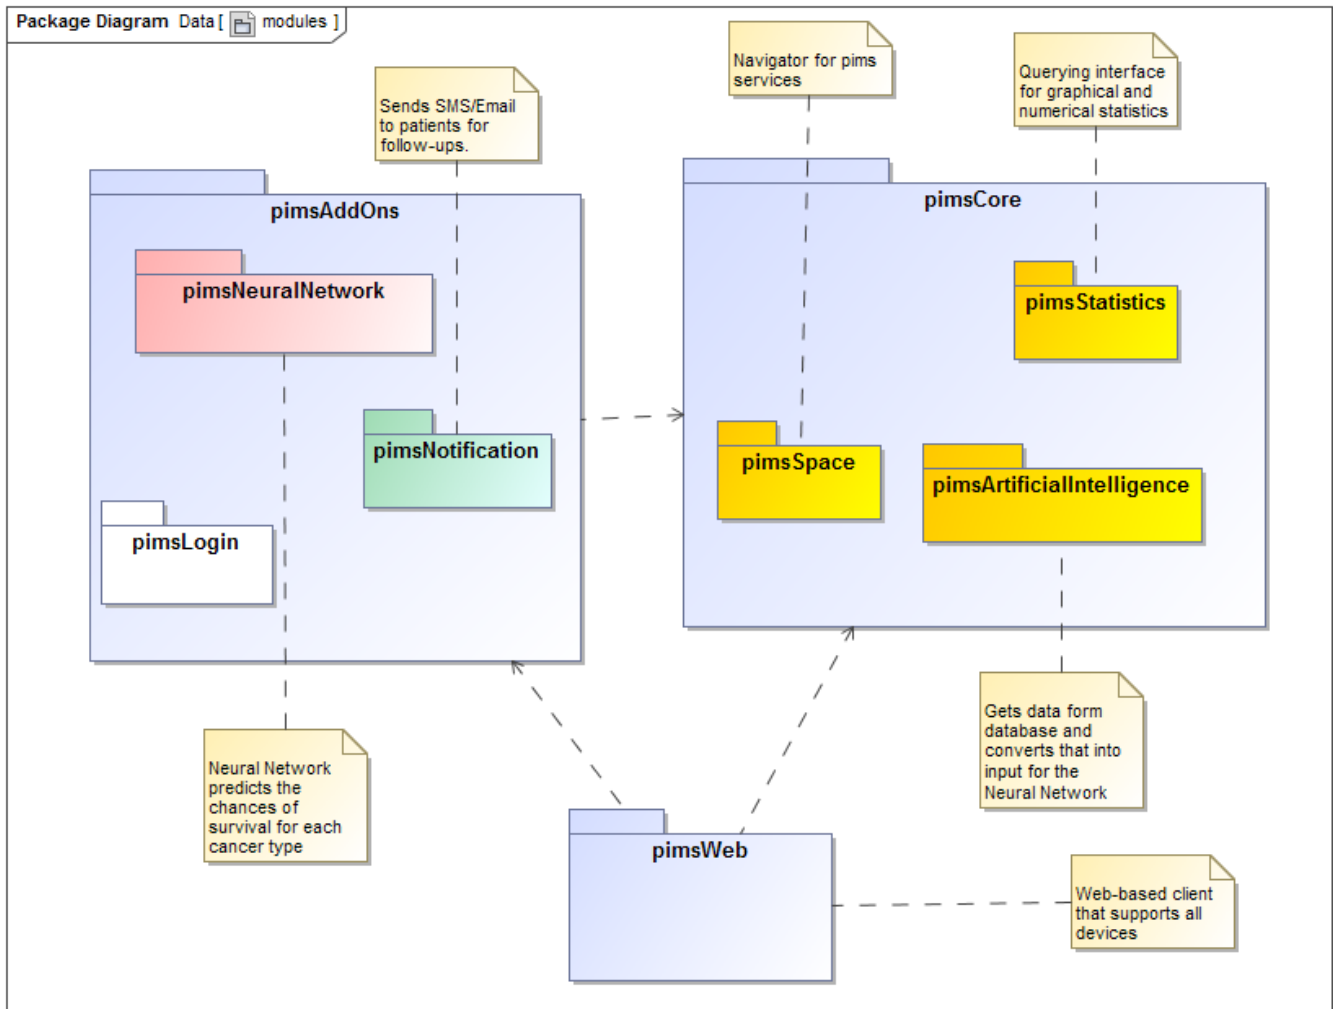 Package Diagram Data [ modules ]
Sends SMS/Email
to patients for
follow-ups.
Navigator for pims
services
Querying interface
for graphical and
numerical statistics
pimsAddOns
pimsCore
pimsNeuralNetwork
pimsStatistics
pimsNotification
pimsSpace
pimsArtificialIntelligence
pimsLogin
Neural Network
predicts the
chances of
survival for each
cancer type
Gets data form
database and
converts that into
input for the
Neural Network
pimsWeb
Web-based client
that supports all
devices